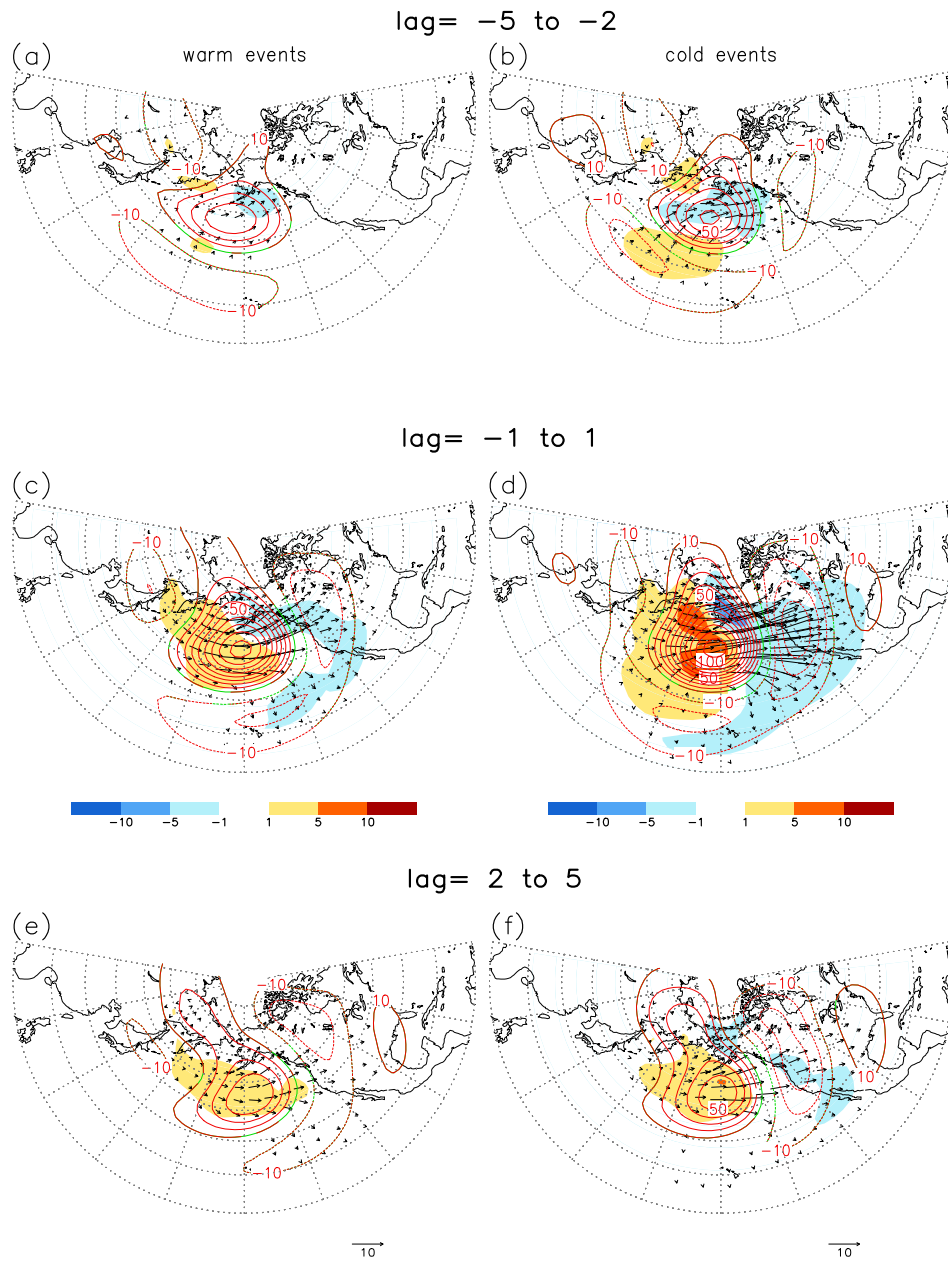 lag= −5 to −2
(a) warm events (b) cold events
10 −10 −10 −10
−10 −10 −10 −10 50 −10
lag= −1 to 1
(c) (d)
−10 50 −10
−10 10 −10 10 50 100 50 −10 −10
−10 −5 −1 1 5 10 −10 −5 −1 1 5 10
lag= 2 to 5
(e) (f)
−10 10 −10 −10
−10 10 50 −10
10 10